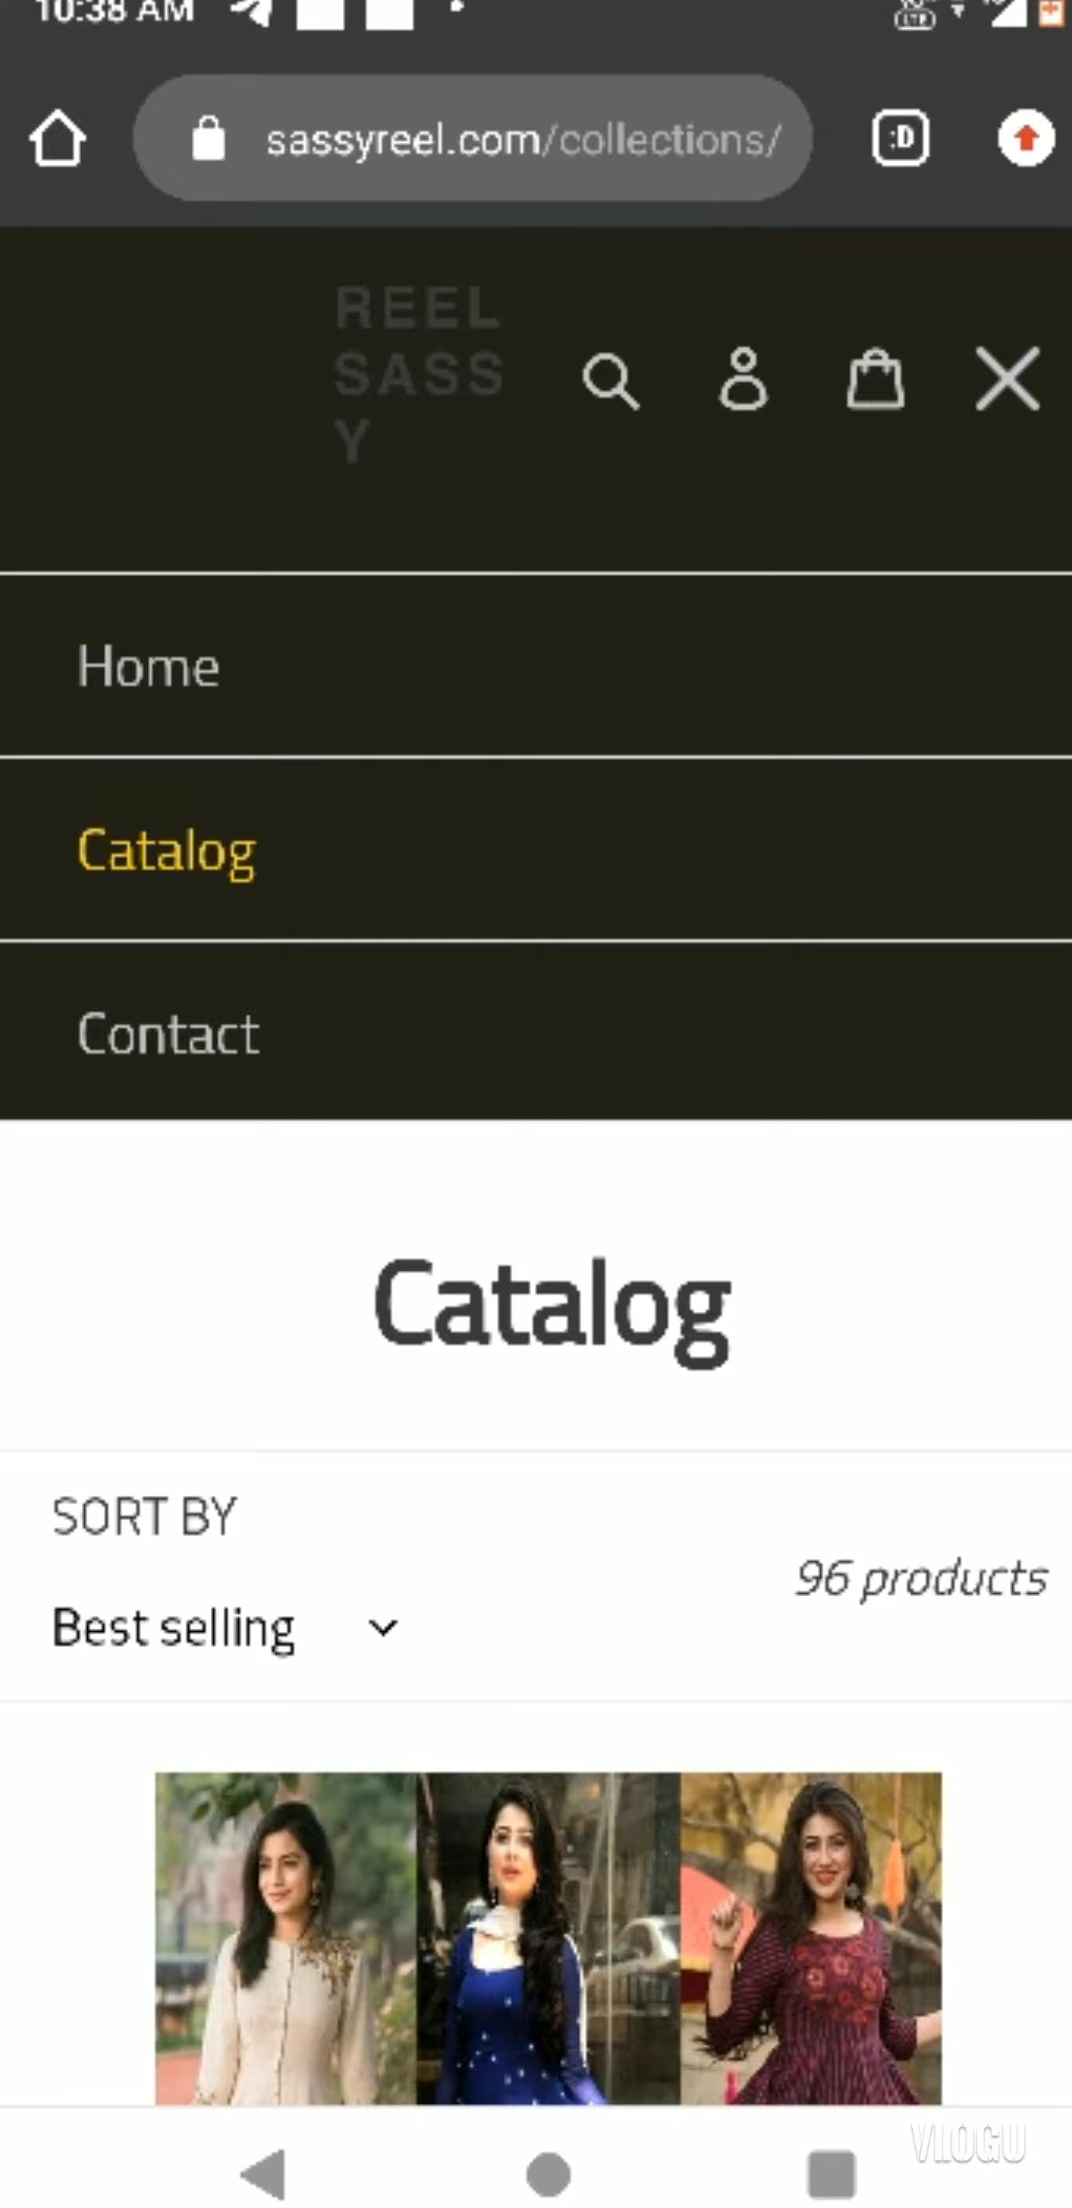 10:38 AM
sassyreel.com/collections/
:D
REEL
SASS
Y
Home
Catalog
Contact
Catalog
SORT BY
96 products
Best selling
VLOGU